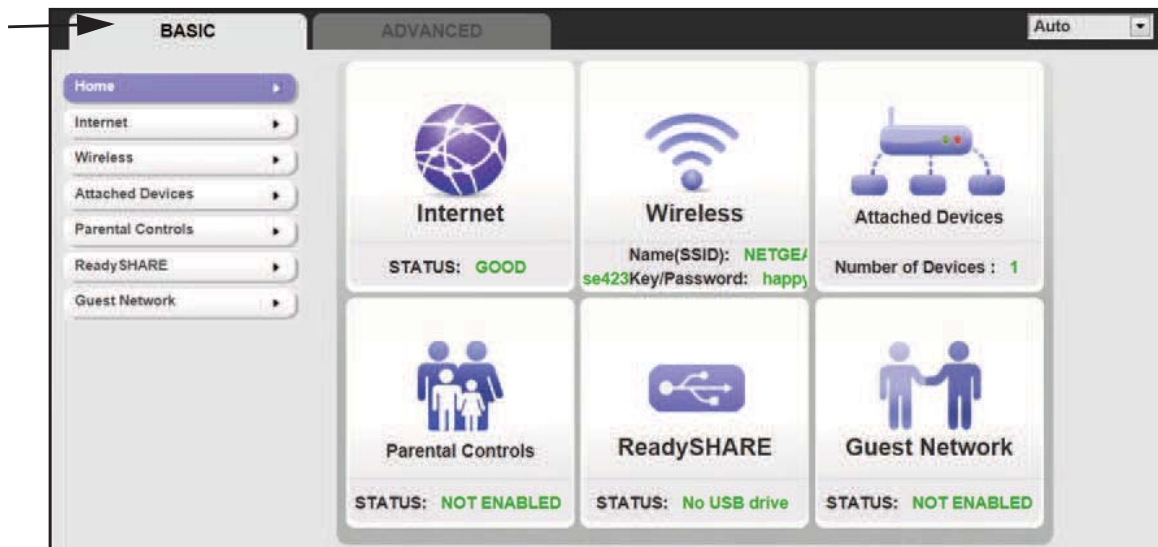 BASIC
ADVANCED
Auto
Home
Internet
Wireless
Attached Devices
Parental Controls
ReadySHARE
Guest Network
Internet
STATUS: GOOD
Wireless
Name(SSID): NETGEA
se423Key/Password: happy
Attached Devices
Number of Devices : 1
Parental Controls
STATUS: NOT ENABLED
ReadySHARE
STATUS: No USB drive
Guest Network
STATUS: NOT ENABLED